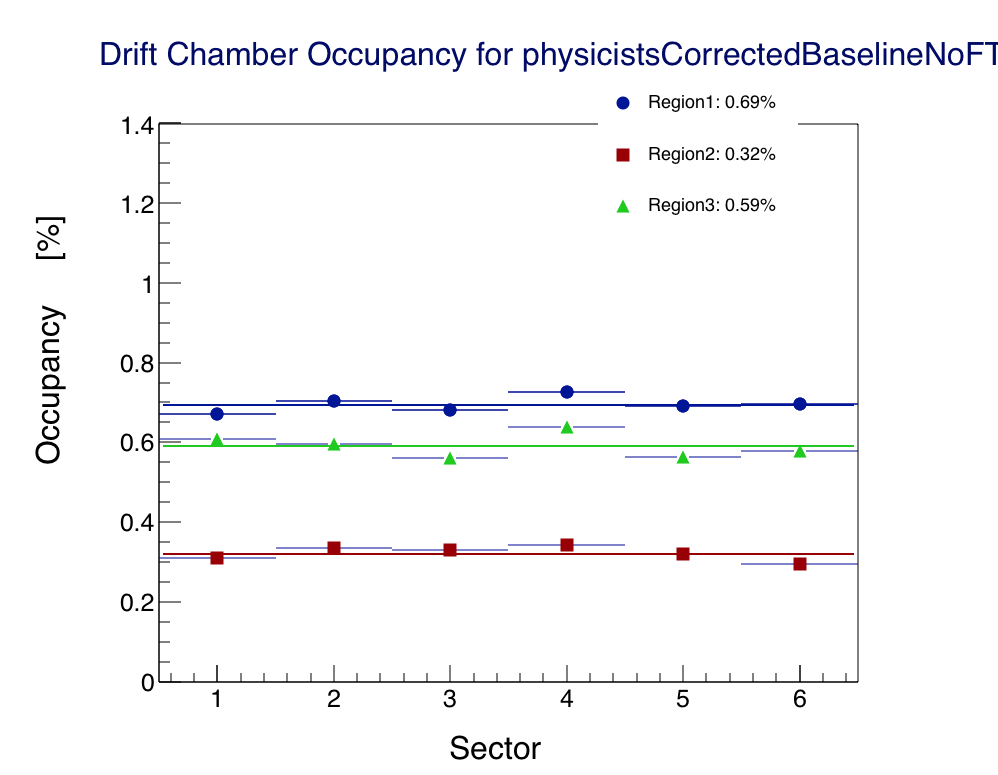 Drift Chamber Occupancy for physicistsCorrectedBaselineNoFT
Region1: 0.69%
Region2: 0.32%
Region3: 0.59%
Occupancy [%]
1.4
1.2
1
0.8
0.6
0.4
0.2
0
1 2 3 4 5 6
Sector